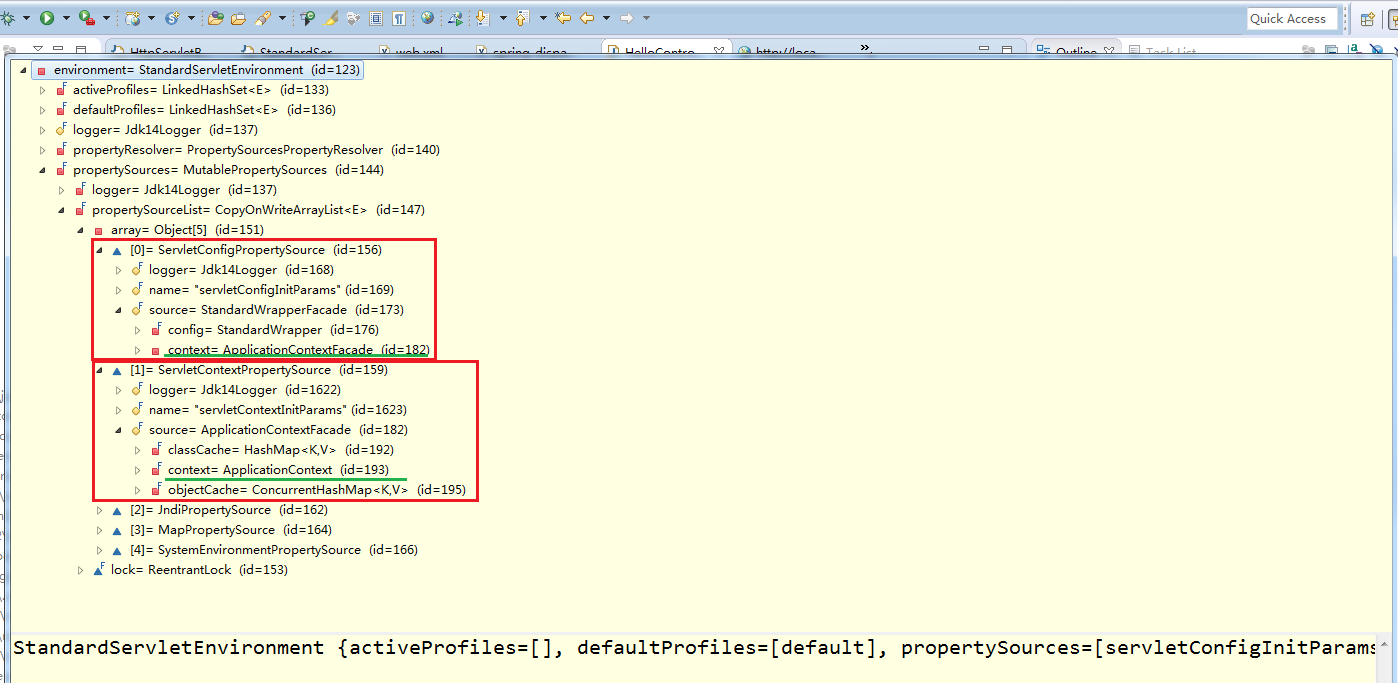 Quick Access
HttpServletB
StandardSer
web.xml
spring-dispa
HelloContro
http://loca
Outline
Task List
environment= StandardServletEnvironment (id=123)
activeProfiles= LinkedHashSet<E> (id=133)
defaultProfiles= LinkedHashSet<E> (id=136)
logger= Jdk14Logger (id=137)
propertyResolver= PropertySourcesPropertyResolver (id=140)
propertySources= MutablePropertySources (id=144)
logger= Jdk14Logger (id=137)
propertySourceList= CopyOnWriteArrayList<E> (id=147)
array= Object[5] (id=151)
[0]= ServletConfigPropertySource (id=156)
logger= Jdk14Logger (id=168)
name= "servletConfigInitParams" (id=169)
source= StandardWrapperFacade (id=173)
config= StandardWrapper (id=176)
context= ApplicationContextFacade (id=182)
[1]= ServletContextPropertySource (id=159)
logger= Jdk14Logger (id=1622)
name= "servletContextInitParams" (id=1623)
source= ApplicationContextFacade (id=182)
classCache= HashMap<K,V> (id=192)
context= ApplicationContext (id=193)
objectCache= ConcurrentHashMap<K,V> (id=195)
[2]= JndiPropertySource (id=162)
[3]= MapPropertySource (id=164)
[4]= SystemEnvironmentPropertySource (id=166)
lock= ReentrantLock (id=153)
StandardServletEnvironment {activeProfiles=[], defaultProfiles=[default], propertySources=[servletConfigInitParams